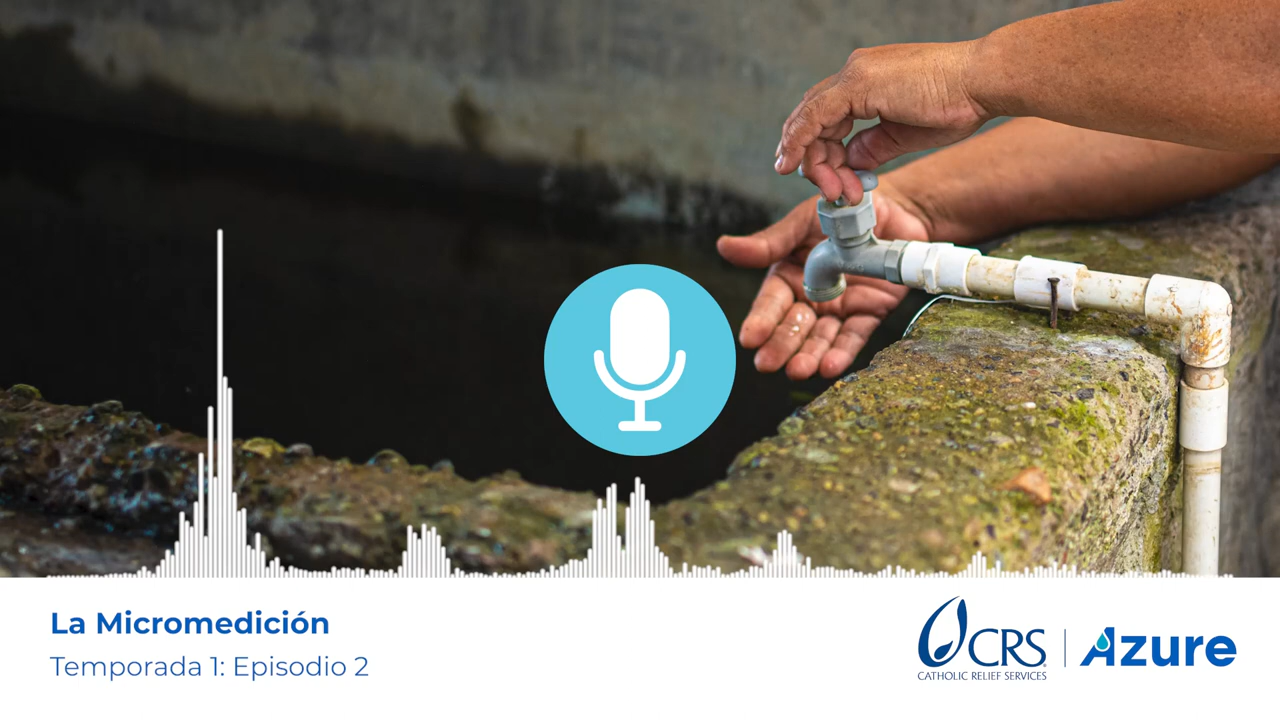 La Micromedición
Temporada 1: Episodio 2
CRS
CATHOLIC RELIEF SERVICES
Azure